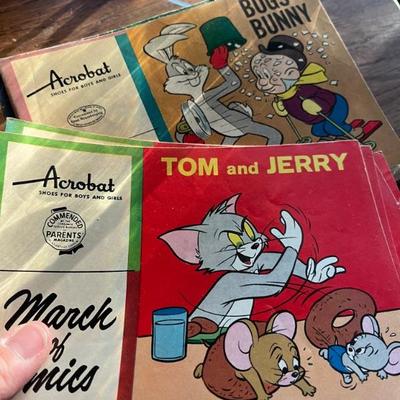 BUGS
BUNNY
Acrobat
SHOES FOR BOYS AND GIRLS
TOM and JERRY
Acrobat
SHOES FOR BOYS AND GIRLS
COMMENDED
PARENTS'
MAGAZINE
March
of
mics